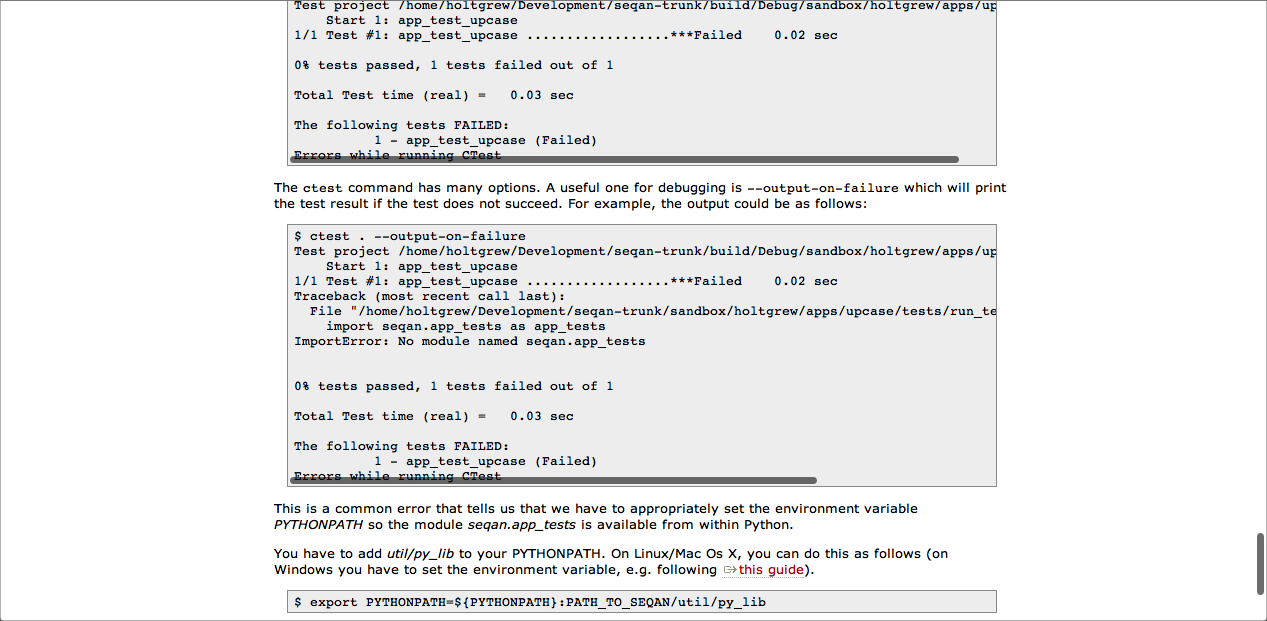 Test project /home/holtgrew/Development/seqan-trunk/build/Debug/sandbox/holtgrew/apps/up
Start 1: app_test_upcase
1/1 Test #1: app_test_upcase ..................***Failed    0.02 sec
0% tests passed, 1 tests failed out of 1
Total Test time (real) =   0.03 sec
The following tests FAILED:
1 - app_test_upcase (Failed)
Errors while running CTest
The ctest command has many options. A useful one for debugging is --output-on-failure which will print
the test result if the test does not succeed. For example, the output could be as follows:
$ ctest . --output-on-failure
Test project /home/holtgrew/Development/seqan-trunk/build/Debug/sandbox/holtgrew/apps/up
Start 1: app_test_upcase
1/1 Test #1: app_test_upcase ..................***Failed    0.02 sec
Traceback (most recent call last):
File "/home/holtgrew/Development/seqan-trunk/sandbox/holtgrew/apps/upcase/tests/run_te
import seqan.app_tests as app_tests
ImportError: No module named seqan.app_tests
0% tests passed, 1 tests failed out of 1
Total Test time (real) =   0.03 sec
The following tests FAILED:
1 - app_test_upcase (Failed)
Errors while running CTest
This is a common error that tells us that we have to appropriately set the environment variable
PYTHONPATH so the module seqan.app_tests is available from within Python.
You have to add util/py_lib to your PYTHONPATH. On Linux/Mac Os X, you can do this as follows (on
Windows you have to set the environment variable, e.g. following this guide).
$ export PYTHONPATH=${PYTHONPATH}:PATH_TO_SEQAN/util/py_lib